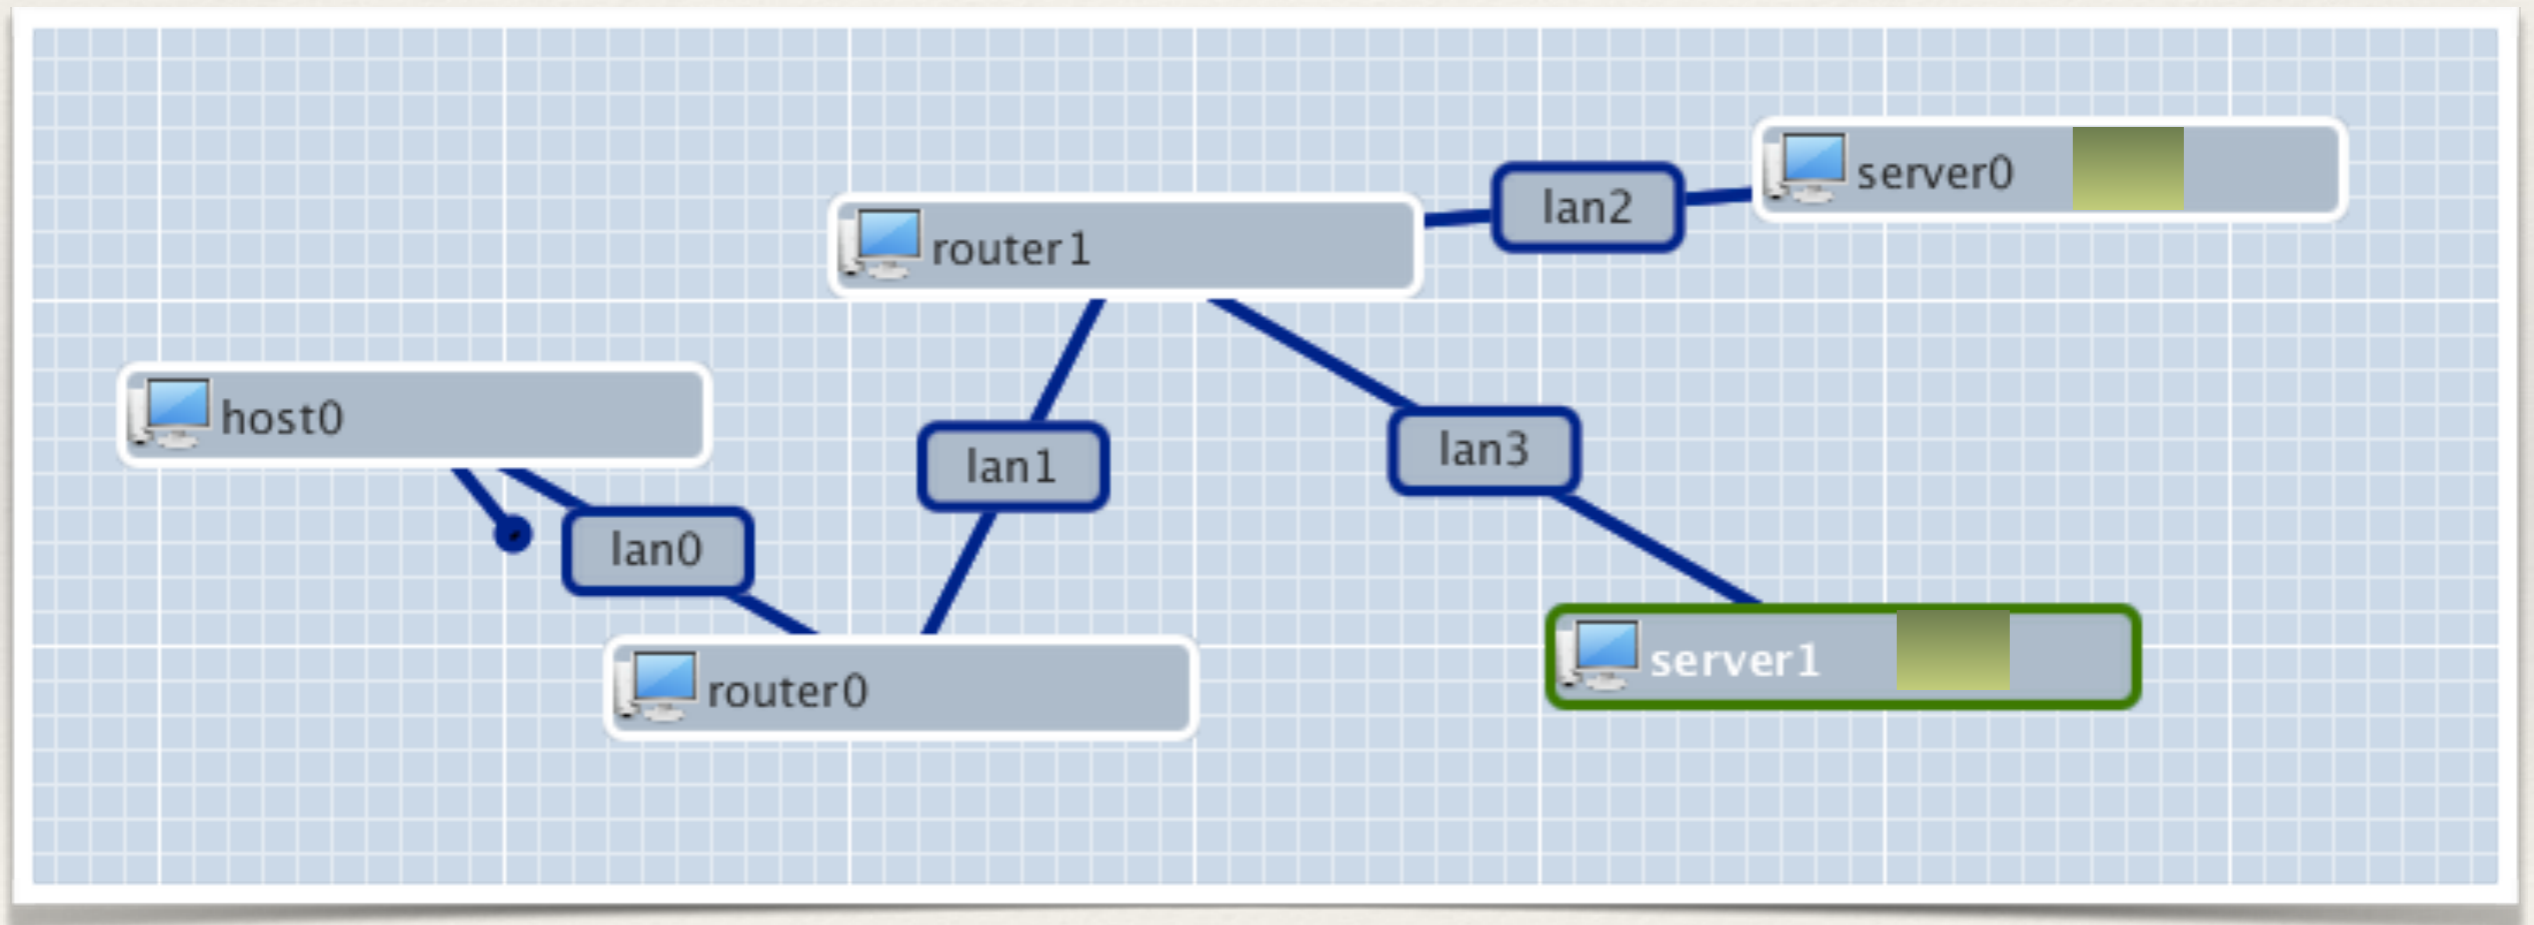 server0
lan2
router1
host0
lan3
lan1
lan0
server1
router0